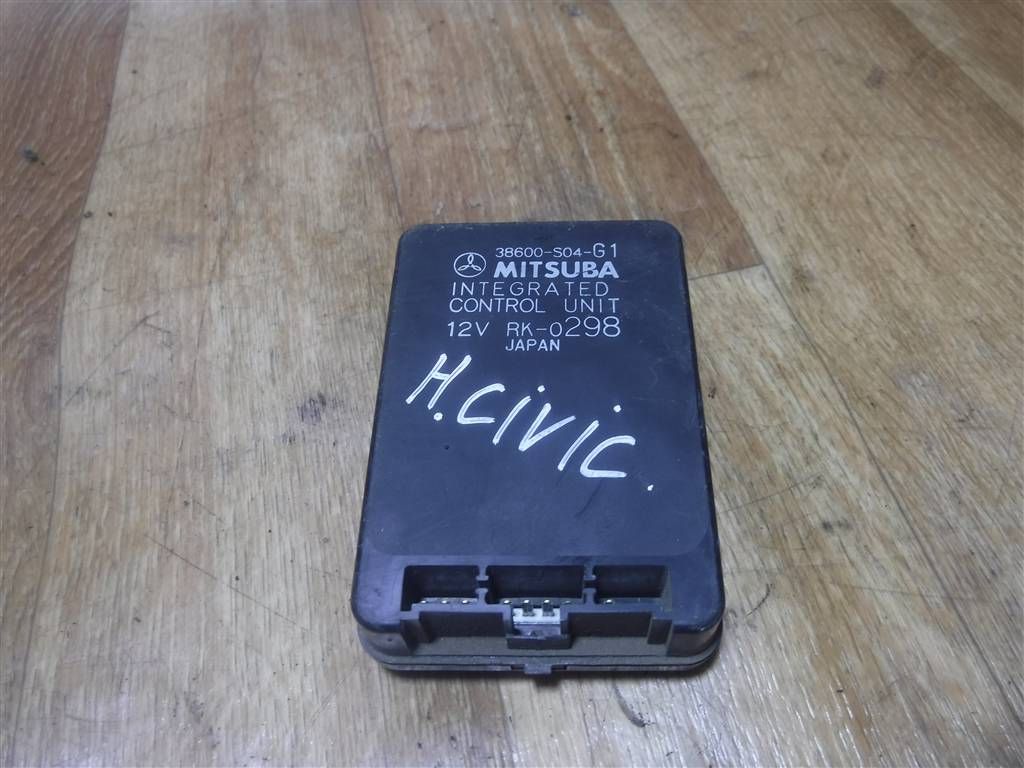 38600-S04-G1
MITSUBA
INTEGRATED
CONTROL UNIT
12V RK-0298
JAPAN
H.CiViC.